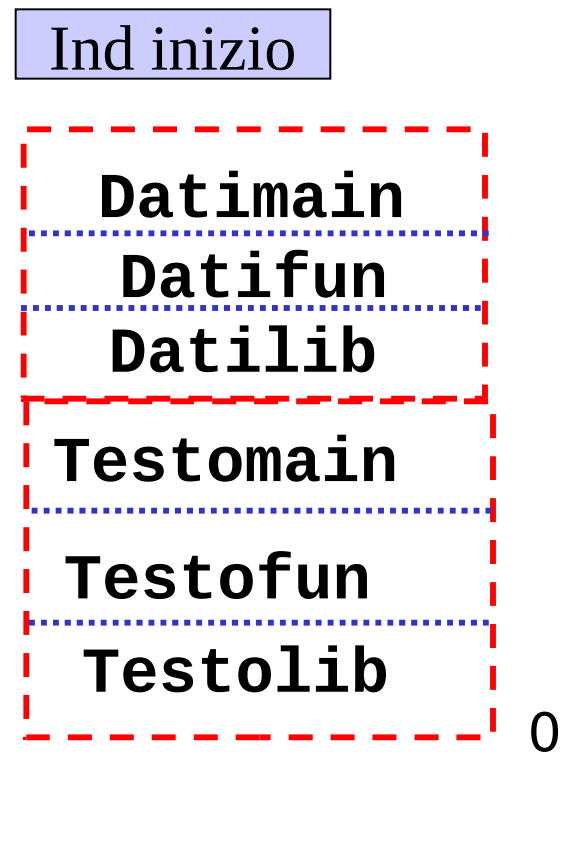 Ind inizio
Datimain
Datifun
Datilib
Testomain
Testofun
Testolib
0